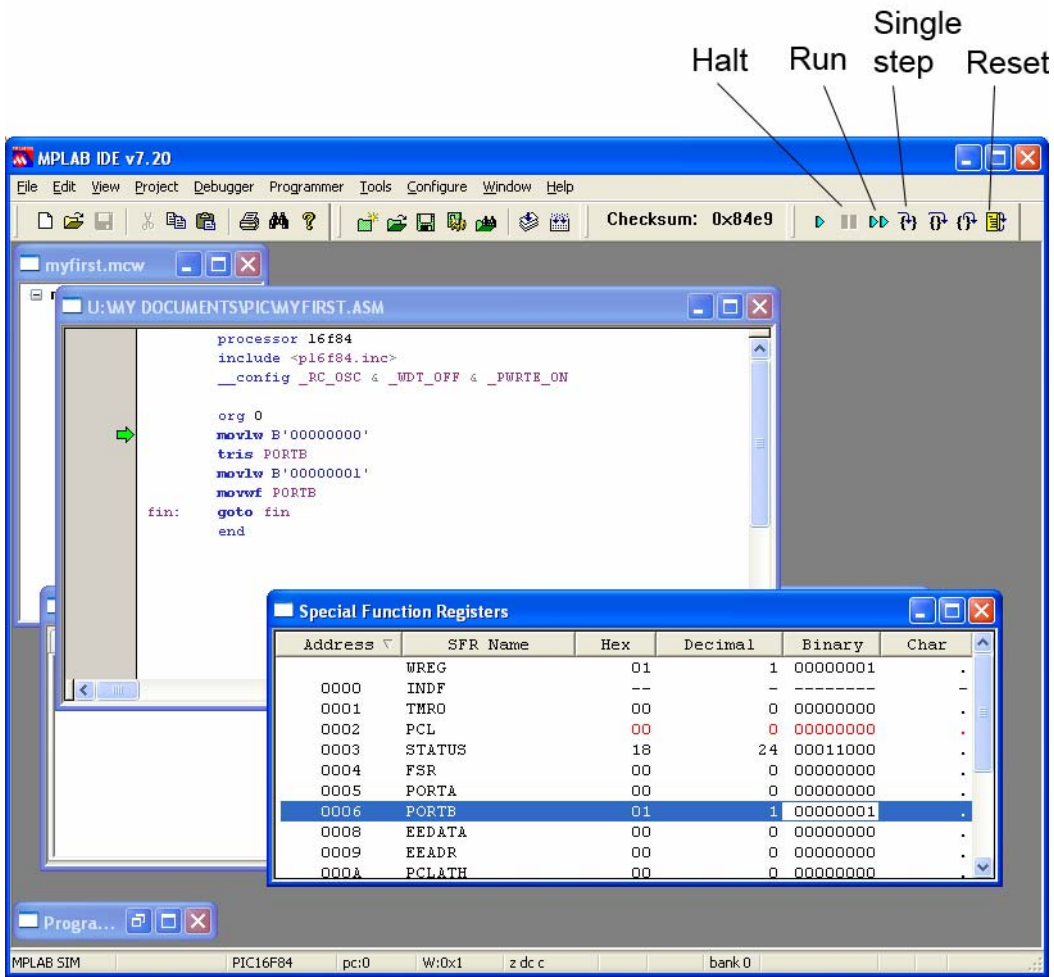 Single
Halt Run step Reset
MPLAB IDE v7.20
File Edit View Project Debugger Programmer Tools Configure Window Help
Checksum: 0x84e9
myfirst.mcw
U:\MY DOCUMENTS\PIC\MYFIRST.ASM
processor 16f84
include <p16f84.inc>
__config _RC_OSC & _WDT_OFF & _PWRTE_ON
org 0
movlw B'00000000'
tris PORTB
movlw B'00000001'
movwf PORTB
fin: goto fin
end
Special Function Registers
Address SFR Name Hex Decimal Binary Char
WREG 01 1 00000001 .
0000 INDF -- - -------- -
0001 TMR0 00 0 00000000 .
0002 PCL 00 0 00000000 .
0003 STATUS 18 24 00011000 .
0004 FSR 00 0 00000000 .
0005 PORTA 00 0 00000000 .
0006 PORTB 01 1 00000001 .
0008 EEDATA 00 0 00000000 .
0009 EEADR 00 0 00000000 .
000A PCLATH 00 0 00000000 .
Progra...
MPLAB SIM PIC16F84 pc:0 W:0x1 z dc c bank 0